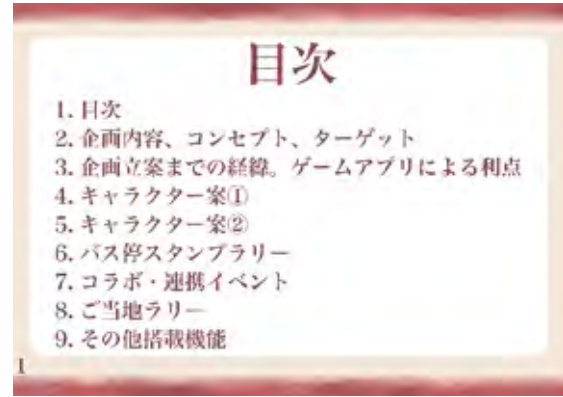 目次
1. 目次
2. 企画内容、コンセプト、ターゲット
3. 企画立案までの経緯。ゲームアプリによる利点
4. キャラクター案①
5. キャラクター案②
6. バス停スタンプラリー
7. コラボ・連携イベント
8. ご当地ラリー
9. その他搭載機能
1